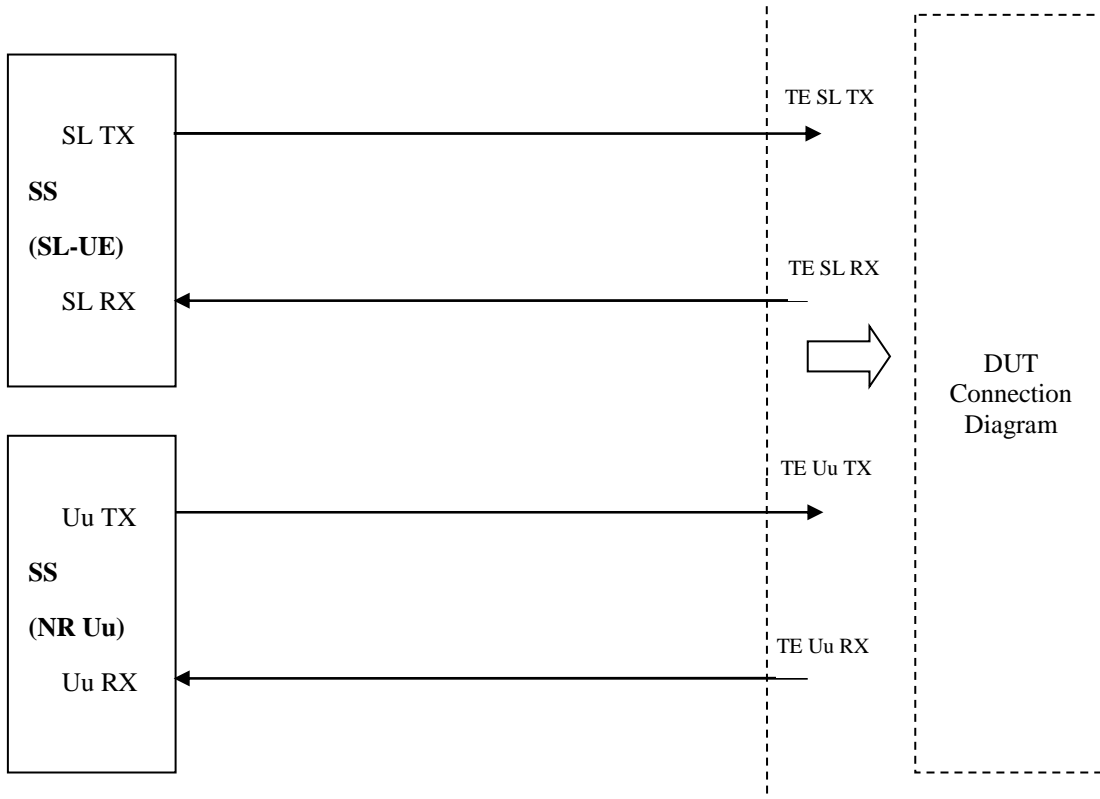 SL TX
SS
(SL-UE)
SL RX
TE SL TX
TE SL RX
Uu TX
SS
(NR Uu)
Uu RX
TE Uu TX
TE Uu RX
DUT
Connection
Diagram